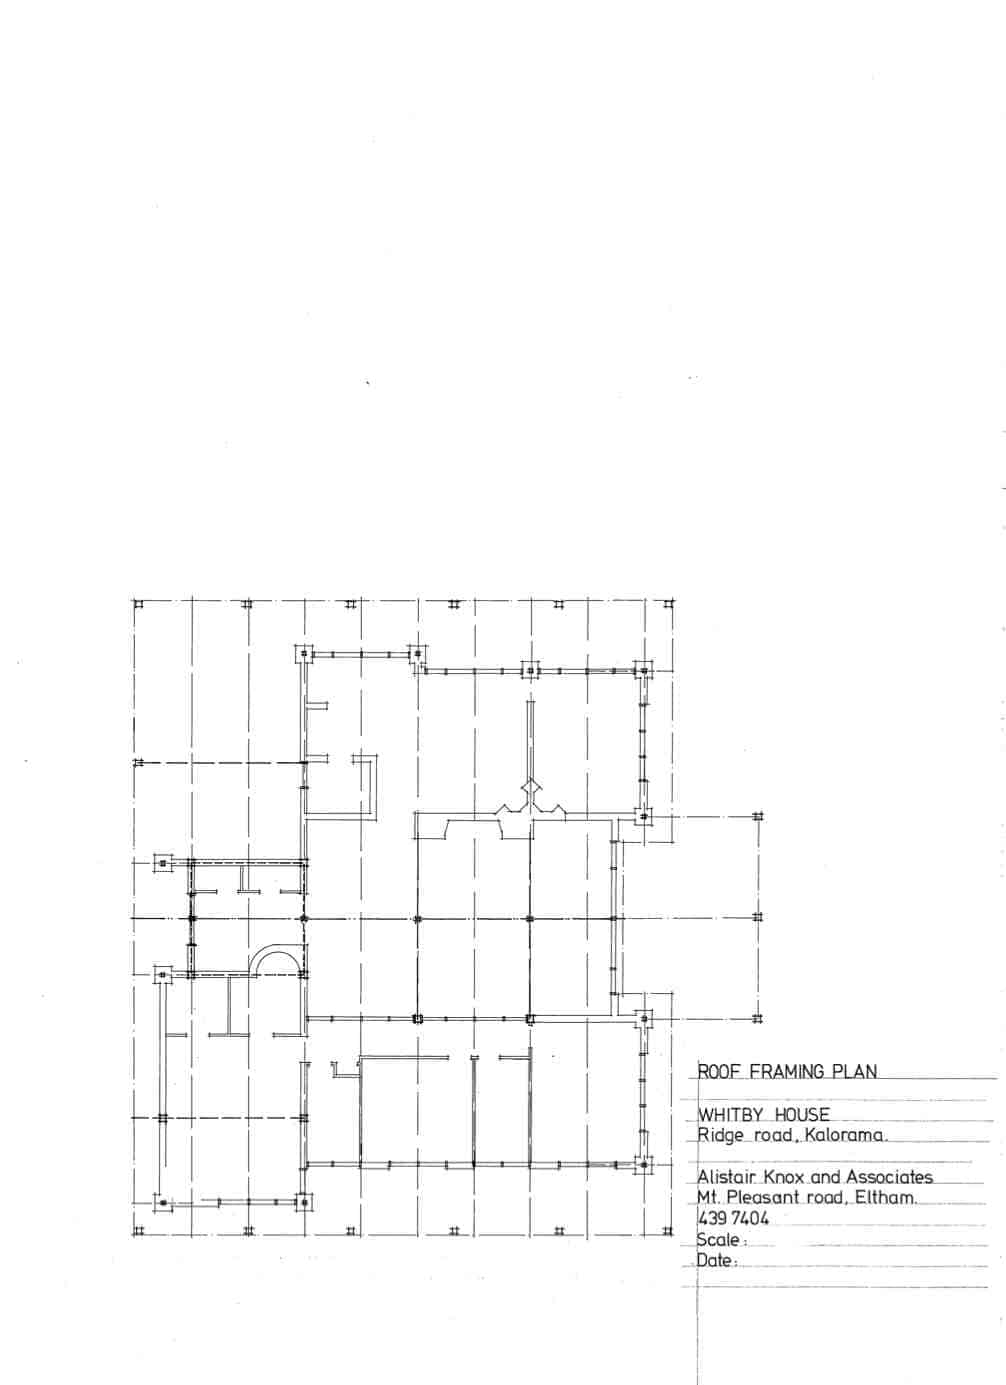 ROOF FRAMING PLAN
WHITBY HOUSE
Ridge road, Kalorama.
Alistair Knox and Associates
Mt. Pleasant road, Eltham.
439 7404
Scale:
Date: